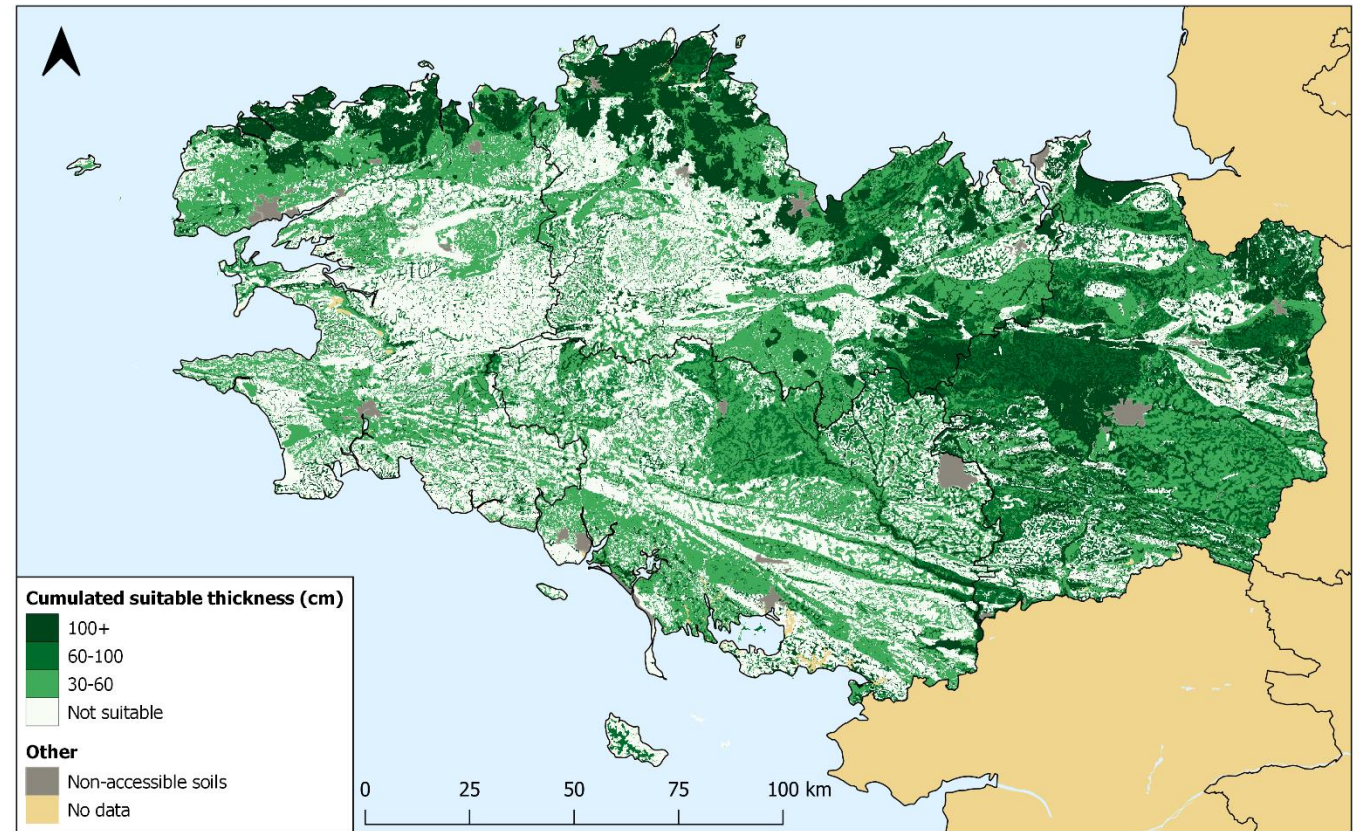 Cumulated suitable thickness (cm)
100+
60-100
30-60
Not suitable
Other
Non-accessible soils
No data
0 25 50 75 100 km